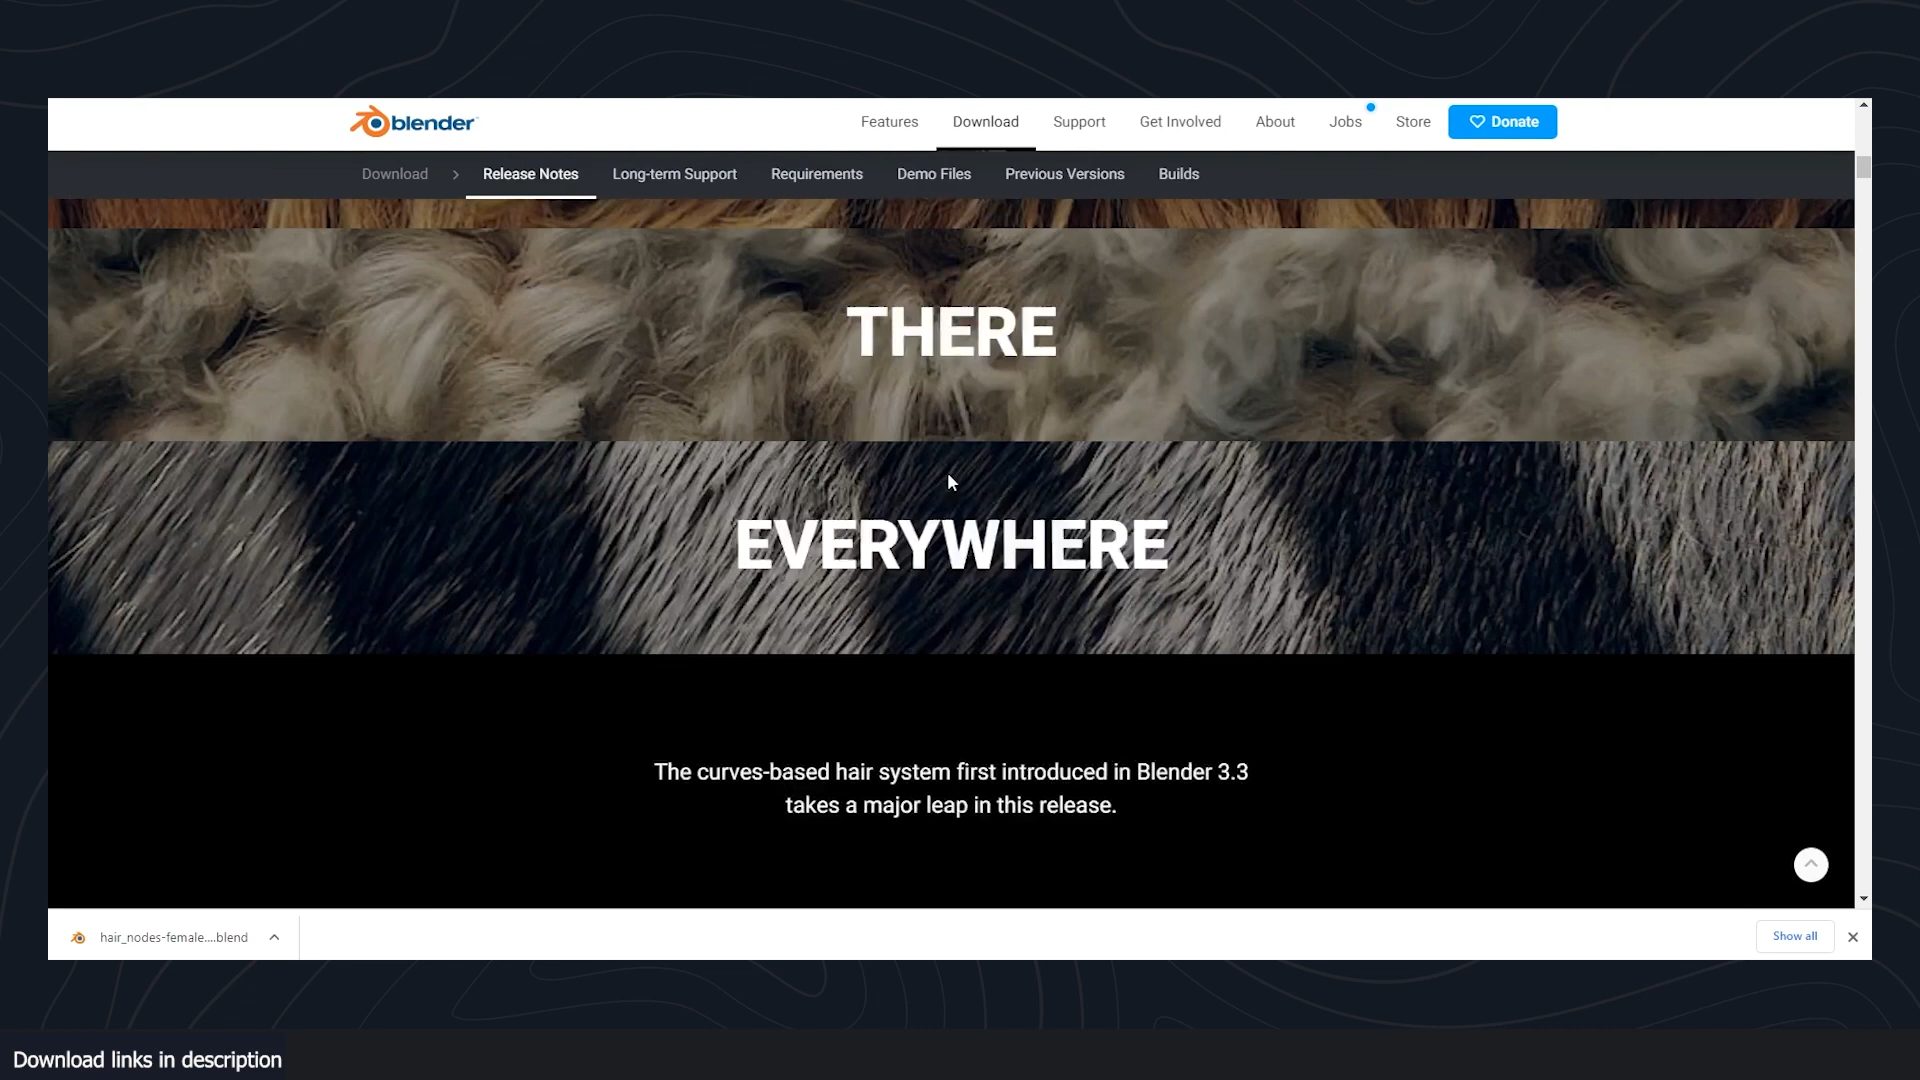 blender
Features Download Support Get Involved About Jobs Store Donate
Download > Release Notes Long-term Support Requirements Demo Files Previous Versions Builds
THERE
EVERYWHERE
The curves-based hair system first introduced in Blender 3.3
takes a major leap in this release.
hair_nodes-female....blend
Show all
Download links in description